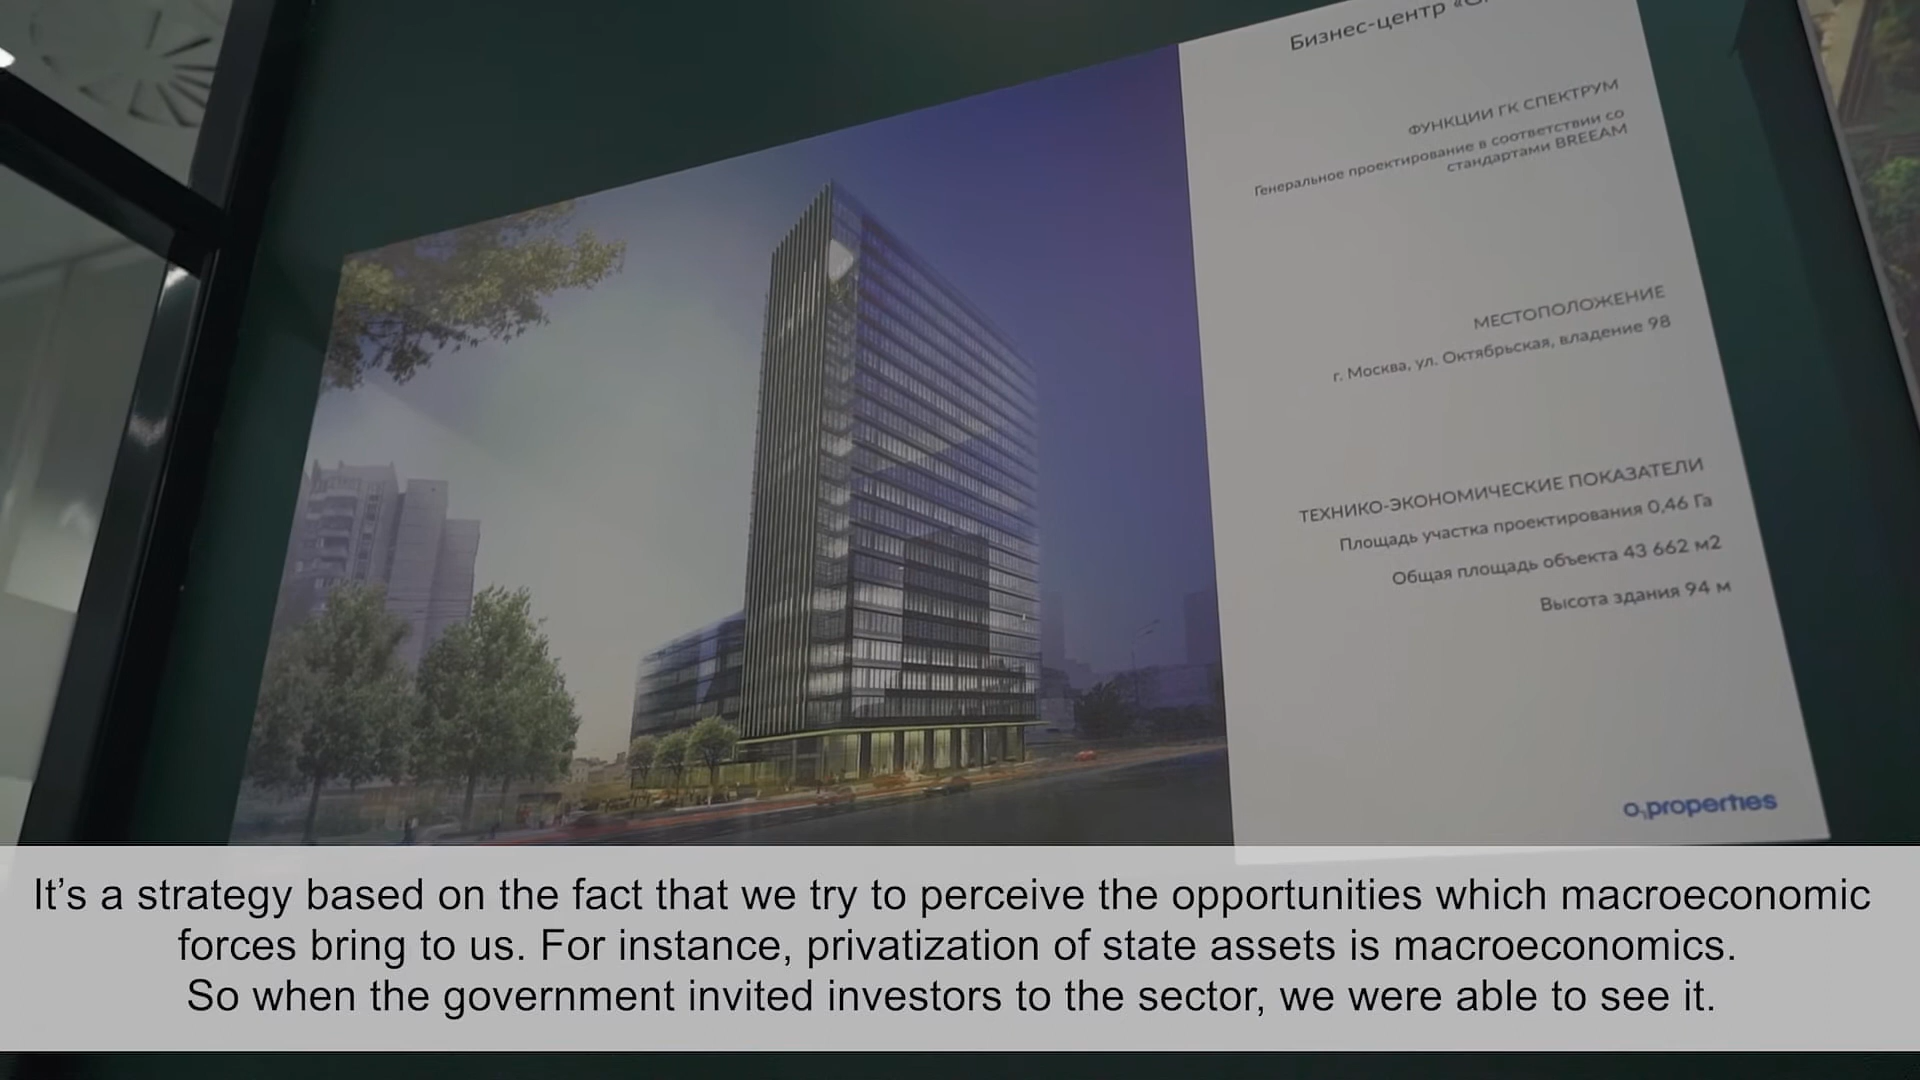 Бизнес-центр
ФУНКЦИИ ГК СПЕКТРУМ
Генеральное проектирование в соответствии со
стандартами BREEAM
МЕСТОПОЛОЖЕНИЕ
г. Москва, ул. Октябрьская, владение 98
ТЕХНИКО-ЭКОНОМИЧЕСКИЕ ПОКАЗАТЕЛИ
Площадь участка проектирования 0,46 Га
Общая площадь объекта 43 662 м2
Высота здания 94 м
O1properties
It’s a strategy based on the fact that we try to perceive the opportunities which macroeconomic
forces bring to us. For instance, privatization of state assets is macroeconomics.
So when the government invited investors to the sector, we were able to see it.